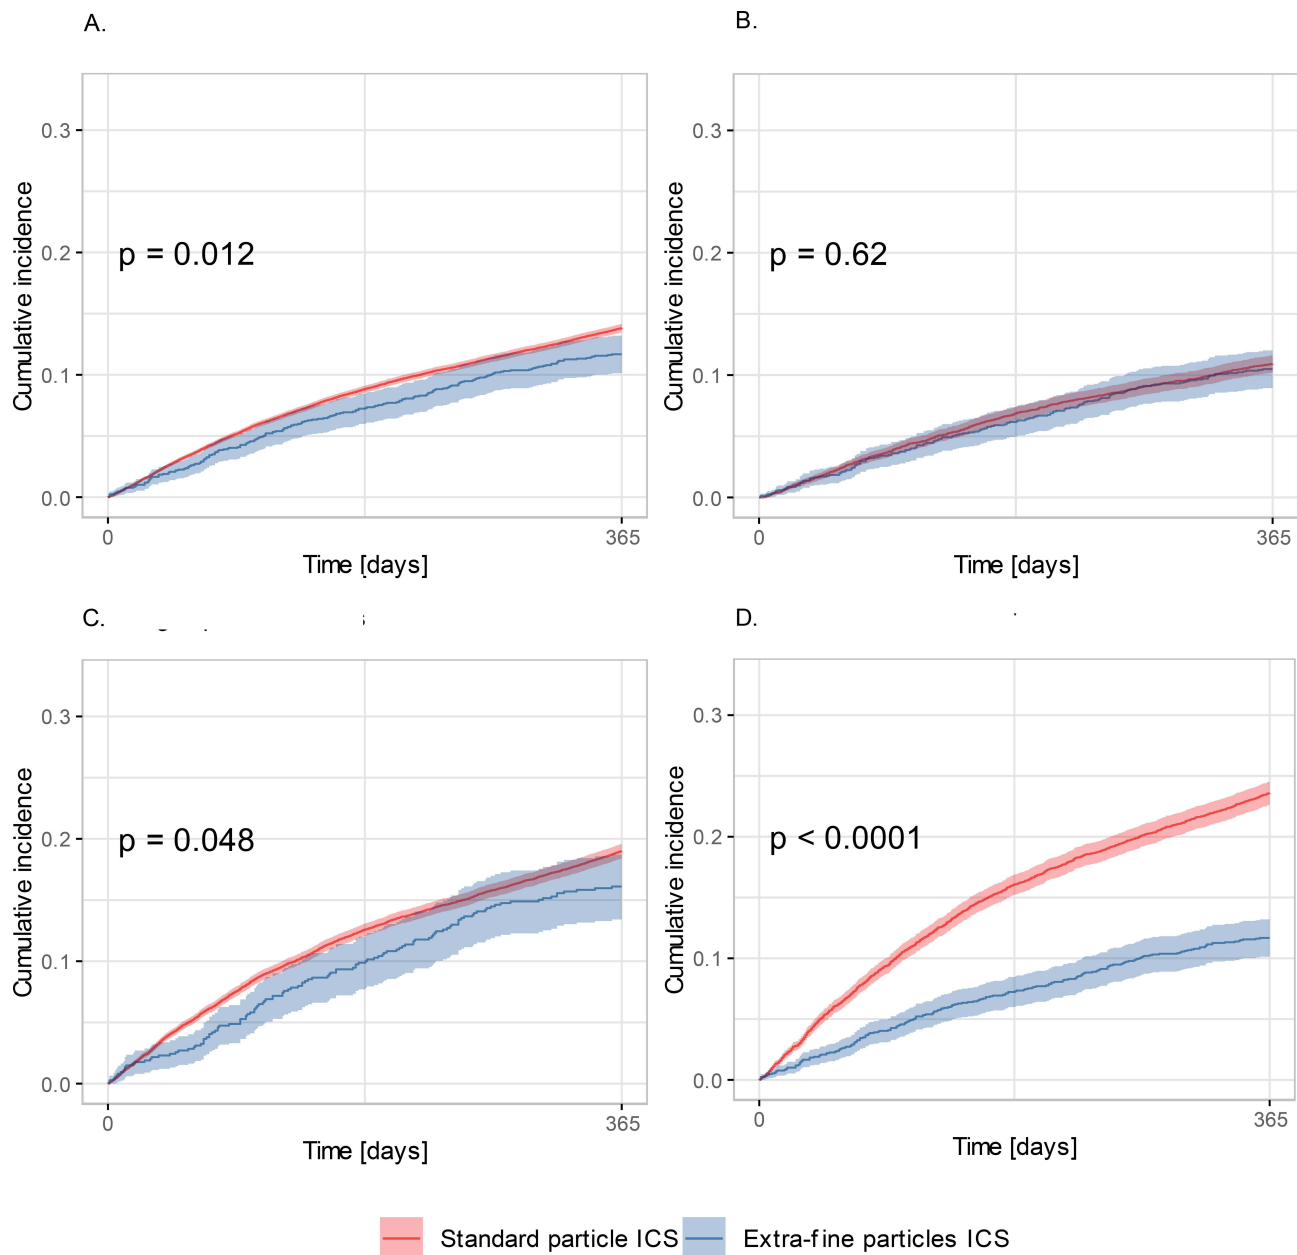 A.
B.
Cumulative incidence
0.3
0.2
0.1
0.0
p = 0.012
0
365
Time [days]
Cumulative incidence
0.3
0.2
0.1
0.0
p = 0.62
0
365
Time [days]
C.
D.
Cumulative incidence
0.3
0.2
0.1
0.0
p = 0.048
0
365
Time [days]
Cumulative incidence
0.3
0.2
0.1
0.0
p < 0.0001
0
365
Time [days]
Standard particle ICS
Extra-fine particles ICS